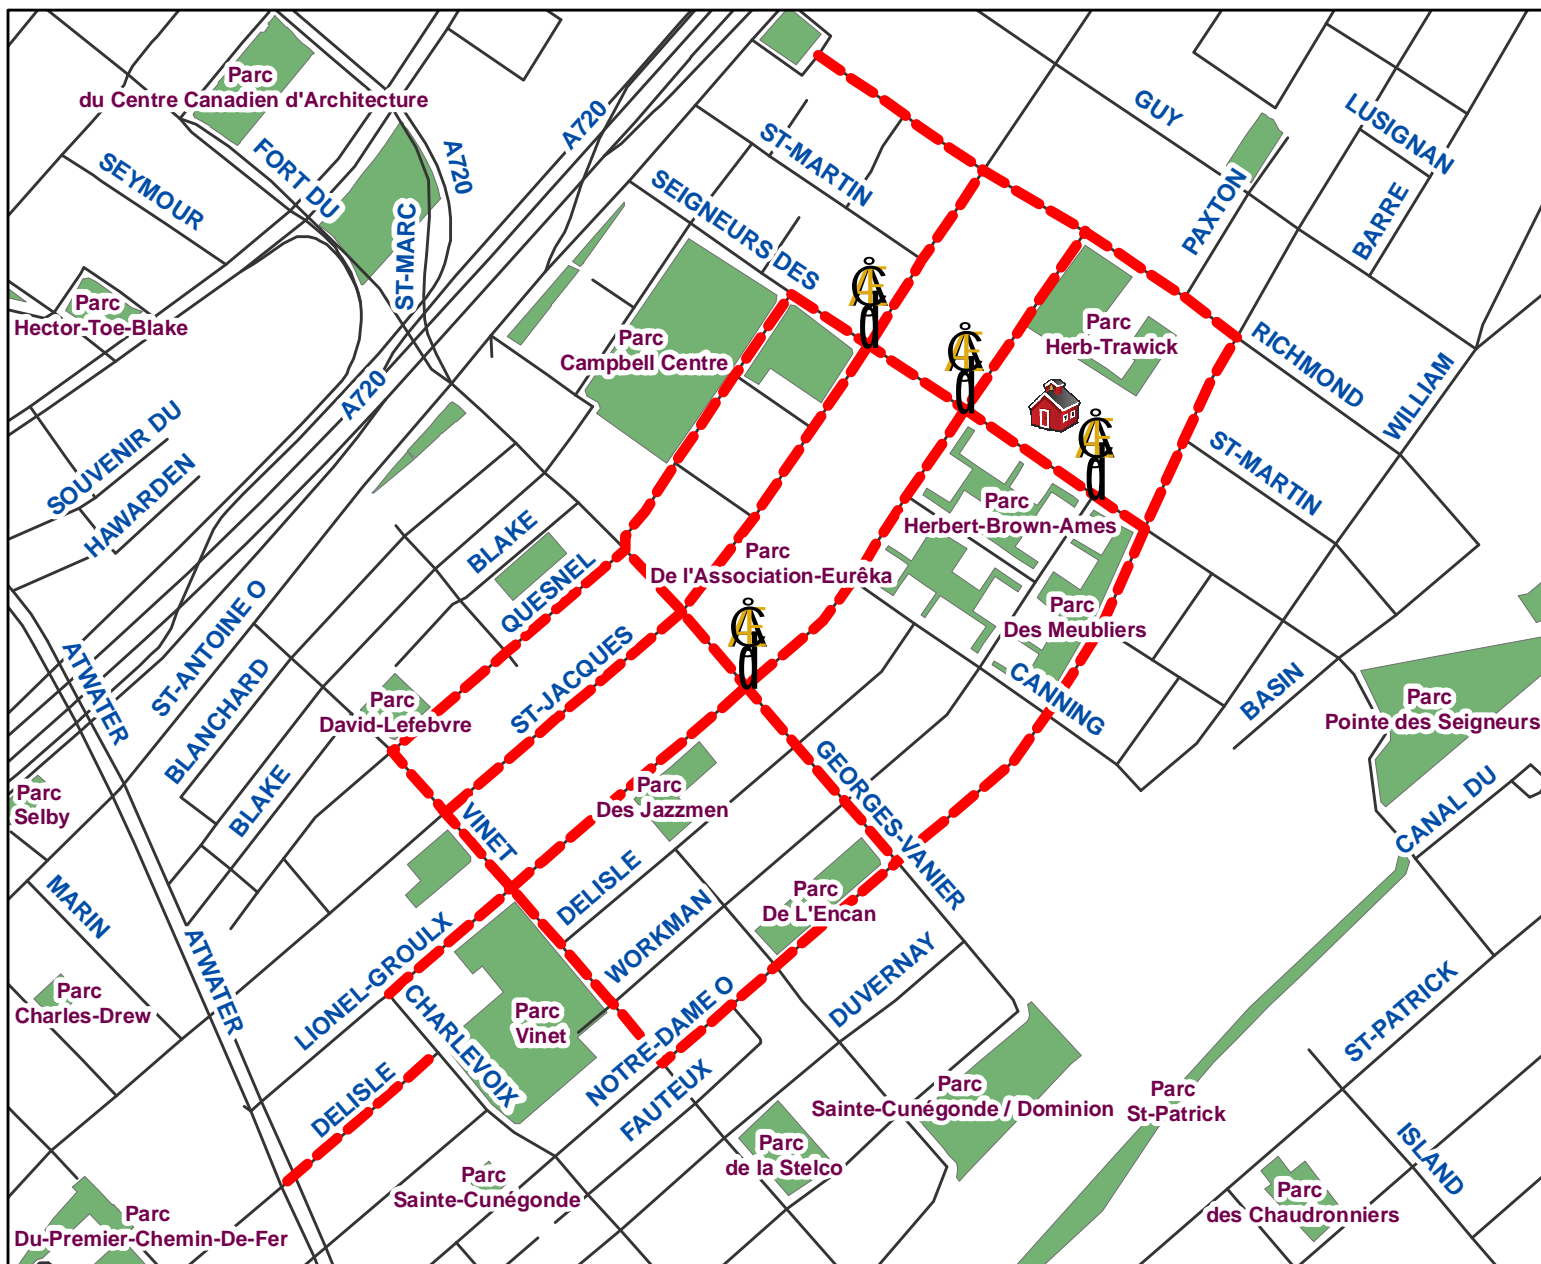 Parc
du Centre Canadien d'Architecture
A720
A720
GUY
LUSIGNAN
ST-MARTIN
FORT DU
SEYMOUR
SEIGNEURS DES
PAXTON
BARRE
ST-MARC
Parc
Hector-Toe-Blake
Parc
Campbell Centre
Parc
Herb-Trawick
RICHMOND
WILLIAM
A720
SOUVENIR DU
HAWARDEN
ST-MARTIN
Parc
Herbert-Brown-Ames
BLAKE
QUESNEL
Parc
De l'Association-Eurêka
Parc
Des Meubliers
ST-ANTOINE O
ATWATER
BLANCHARD
BLAKE
ST-JACQUES
CANNING
BASIN
Parc
David-Lefebvre
Parc
Pointe des Seigneurs
Parc
Selby
Parc
Des Jazzmen
GEORGES-VANIER
CANAL DU
VINET
DELISLE
WORKMAN
Parc
De L'Encan
MARIN
ATWATER
LIONEL-GROULX
CHARLEVOIX
Parc
Vinet
NOTRE-DAME O
DUVERNAY
Parc
Charles-Drew
ST-PATRICK
DELISLE
FAUTEUX
Parc
Sainte-Cunégonde / Dominion
Parc
St-Patrick
Parc
de la Stelco
ISLAND
Parc
Sainte-Cunégonde
Parc
des Chaudronniers
Parc
Du-Premier-Chemin-De-Fer